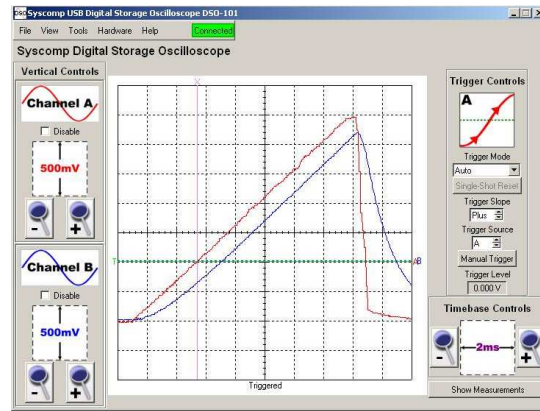 DSO Syscomp USB Digital Storage Oscilloscope DSO-101
File View Tools Hardware Help Connected
Syscomp Digital Storage Oscilloscope
Vertical Controls
Channel A
Disable
500mV
- +
Channel B
Disable
500mV
- +
X
T
AB
Triggered
Trigger Controls
A
Trigger Mode
Auto
Single-Shot Reset
Trigger Slope
Plus
Trigger Source
A
Manual Trigger
Trigger Level
0.000 V
Timebase Controls
2ms
- +
Show Measurements